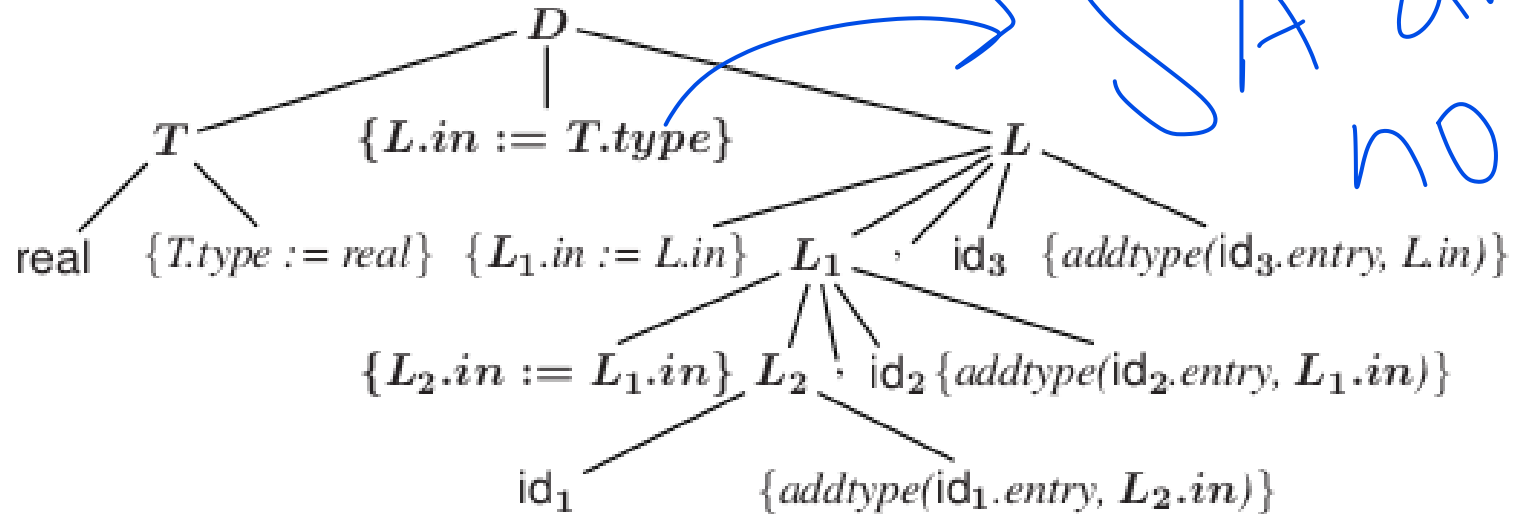 D
T {L.in := T.type} L
real {T.type := real} {L₁.in := L.in} L₁ , id₃ {addtype(id₃.entry, L.in)}
{L₂.in := L₁.in} L₂ , id₂ {addtype(id₂.entry, L₁.in)}
id₁ {addtype(id₁.entry, L₂.in)}
no